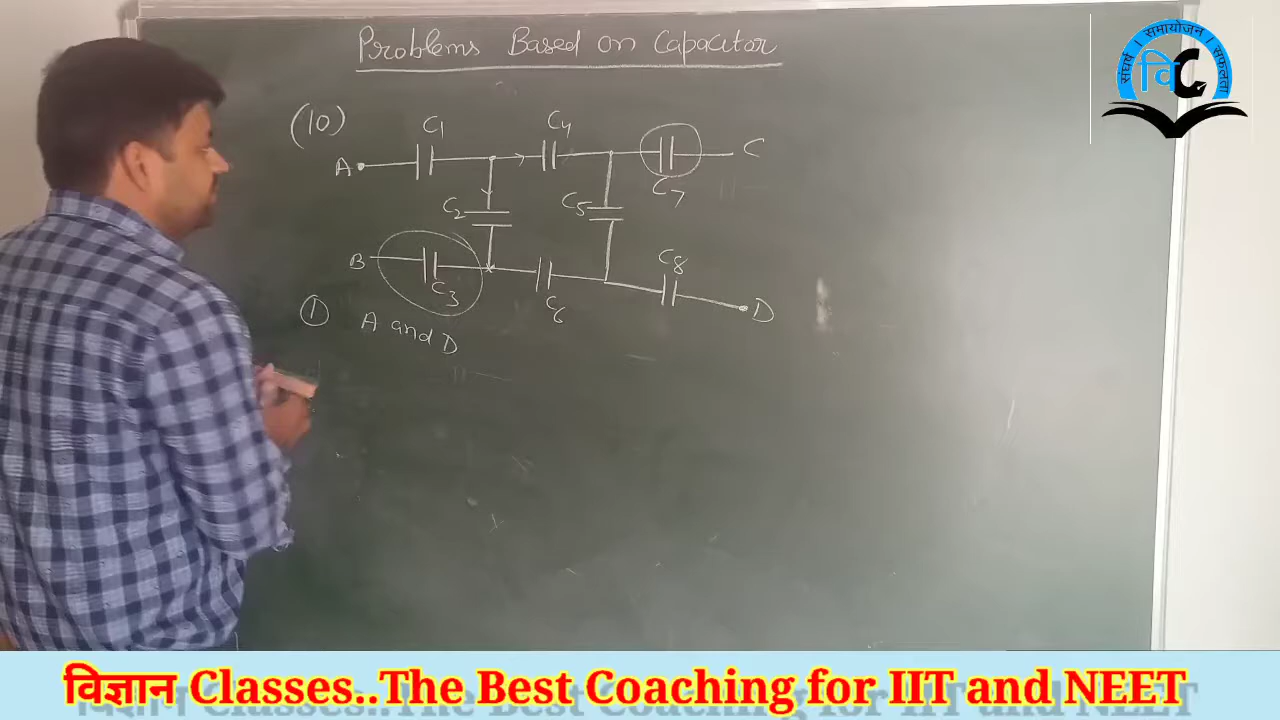 Problems Based on Capacitor
संघर्ष । समायोजन । सफलता
विC
(10)
C1 C4
A C
C7
C2 C5
B C8
C3 C6 D
① A and D
विज्ञान Classes..The Best Coaching for IIT and NEET